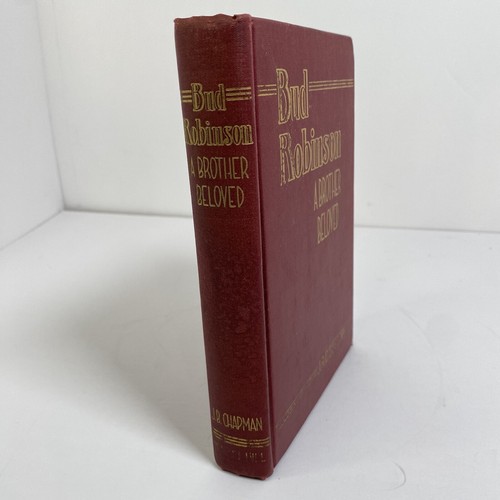 Bud
Robinson
A BROTHER
BELOVED
J.B. CHAPMAN
Bud
Robinson
A BROTHER
BELOVED